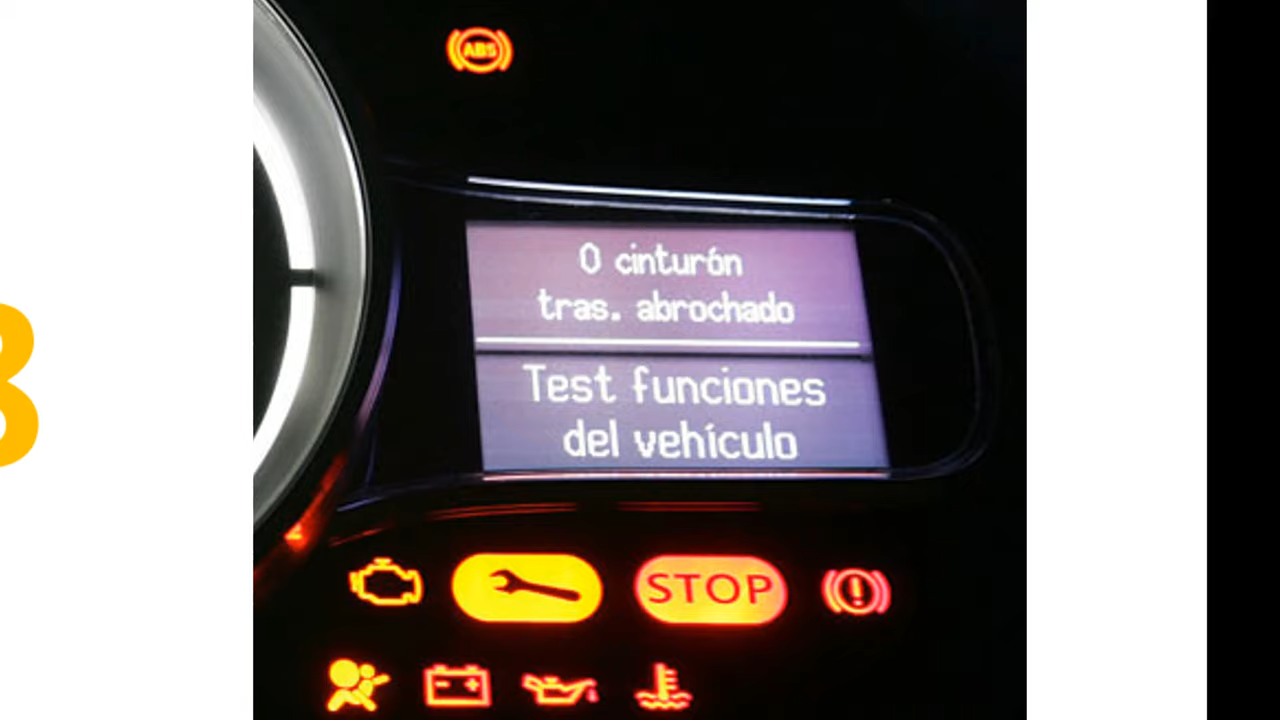 ABS
0 cinturón
tras. abrochado
Test funciones
del vehículo
STOP